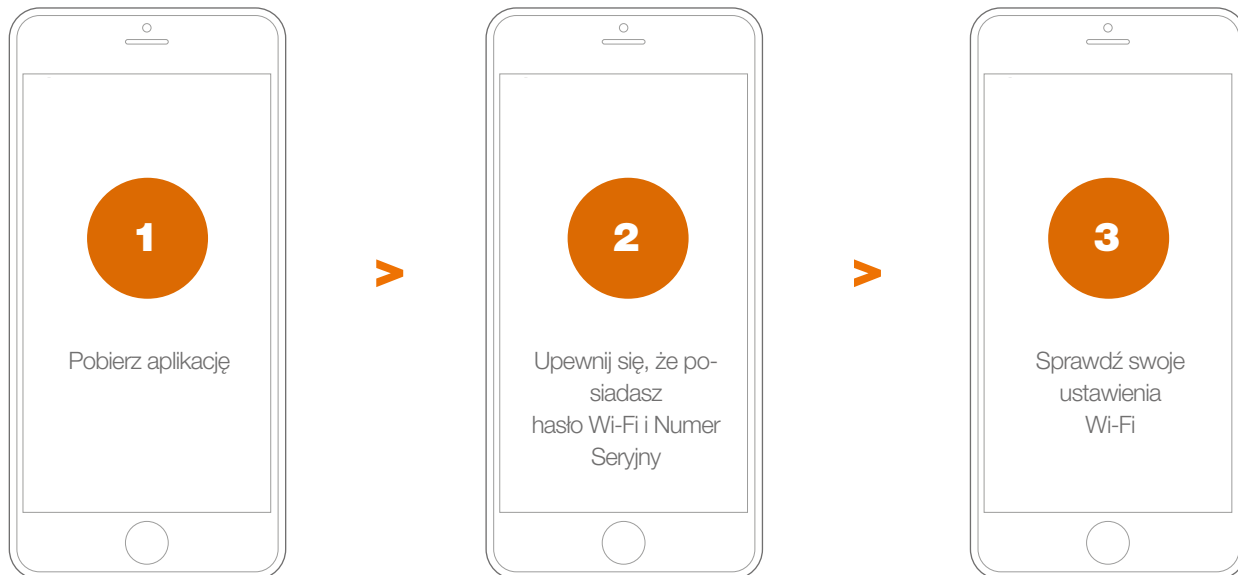 1
Pobierz aplikację
>
2
Upewnij się, że po-
siadasz
hasło Wi-Fi i Numer
Seryjny
>
3
Sprawdź swoje
ustawienia
Wi-Fi